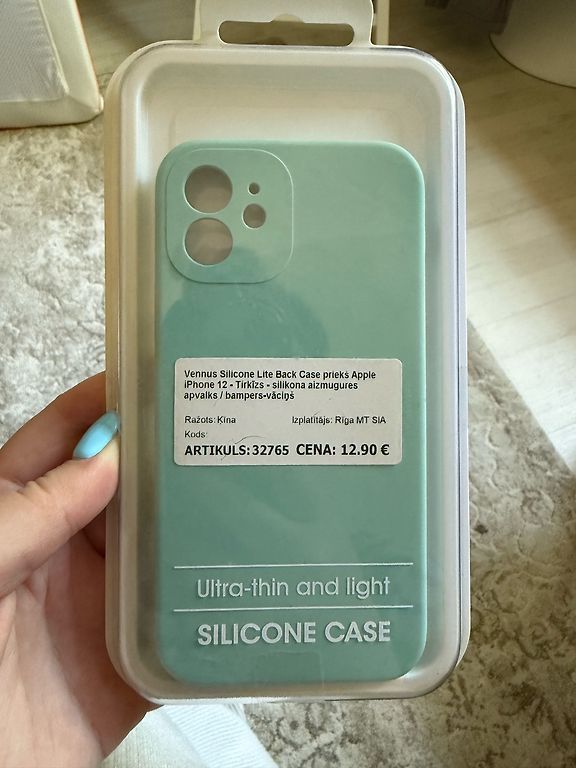 Vennus Silicone Lite Back Case priekš Apple
iPhone 12 - Tirkīzs - silikona aizmugures
apvalks / bampers-vāciņš
Ražots: Ķīna Izplatītājs: Rīga MT SIA
Kods:
ARTIKULS: 32765 CENA: 12.90 €
Ultra-thin and light
SILICONE CASE